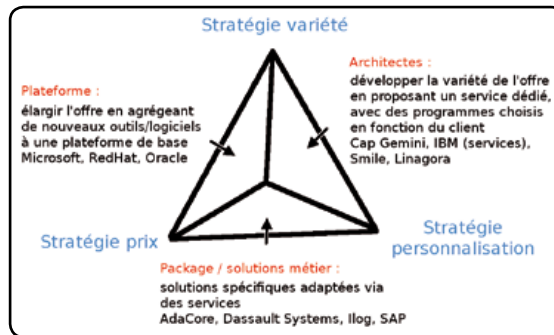 Stratégie variété
Plateforme :
élargir l'offre en agrégeant
de nouveaux outils/logiciels
à une plateforme de base
Microsoft, RedHat, Oracle
Architectes :
développer la variété de l'offre
en proposant un service dédié,
avec des programmes choisis
en fonction du client
Cap Gemini, IBM (services),
Smile, Linagora
Stratégie prix
Stratégie
personnalisation
Package / solutions métier :
solutions spécifiques adaptées via
des services
AdaCore, Dassault Systems, Ilog, SAP